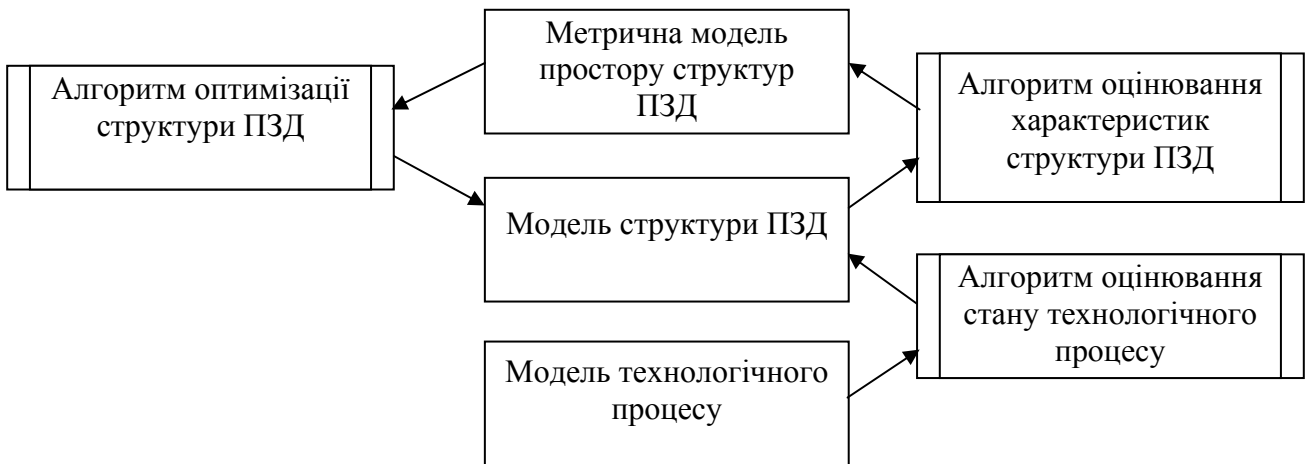 Метрична модель
простору структур
ПЗД
Алгоритм оптимізації
структури ПЗД
Алгоритм оцінювання
характеристик
структури ПЗД
Модель структури ПЗД
Алгоритм оцінювання
стану технологічного
процесу
Модель технологічного
процесу